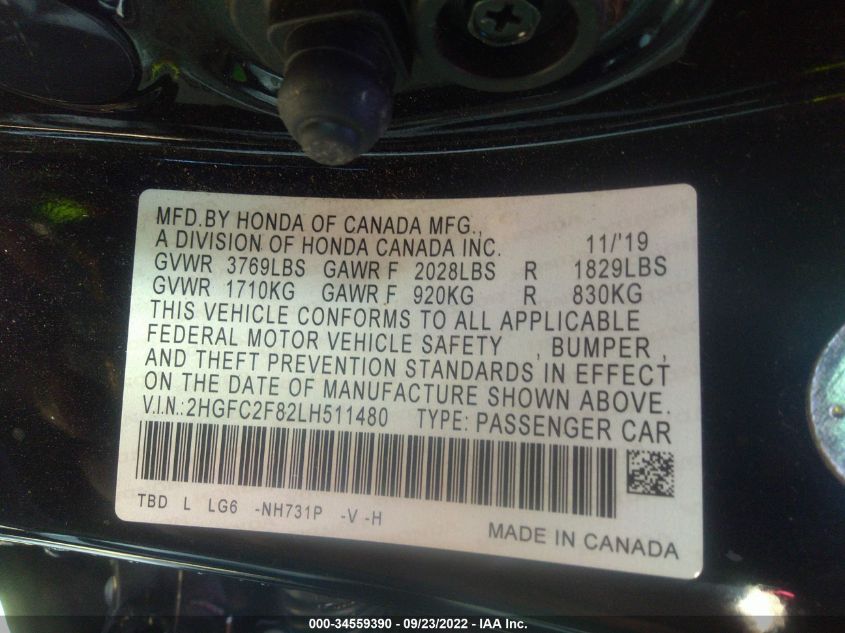 MFD.BY HONDA OF CANADA MFG.,
A DIVISION OF HONDA CANADA INC. 11/'19
GVWR 3769LBS GAWR F 2028LBS R 1829LBS
GVWR 1710KG GAWR F 920KG R 830KG
THIS VEHICLE CONFORMS TO ALL APPLICABLE
FEDERAL MOTOR VEHICLE SAFETY , BUMPER ,
AND THEFT PREVENTION STANDARDS IN EFFECT
ON THE DATE OF MANUFACTURE SHOWN ABOVE.
V.I.N.:2HGFC2F82LH511480 TYPE: PASSENGER CAR
TBD L LG6 -NH731P -V -H
MADE IN CANADA
000-34559390 - 09/23/2022 - IAA Inc.